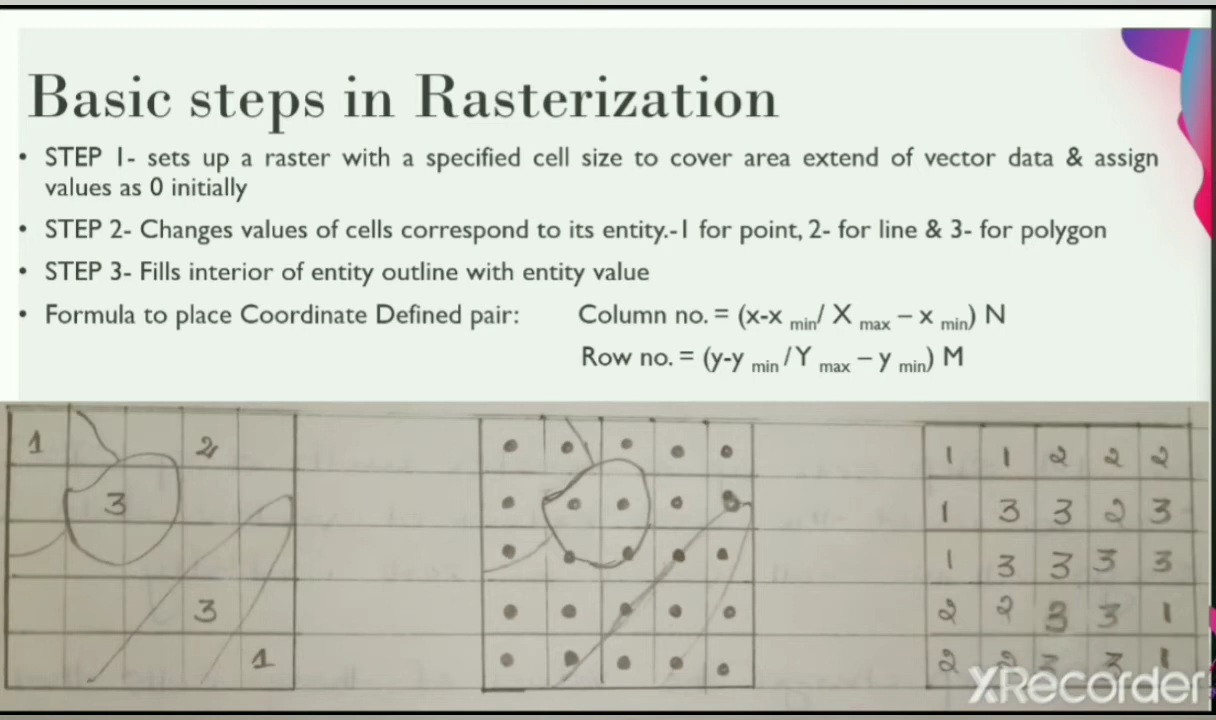 Basic steps in Rasterization
• STEP 1- sets up a raster with a specified cell size to cover area extend of vector data & assign
values as 0 initially
• STEP 2- Changes values of cells correspond to its entity.-1 for point, 2- for line & 3- for polygon
• STEP 3- Fills interior of entity outline with entity value
• Formula to place Coordinate Defined pair: Column no. = (x-x min/ X max – x min) N
Row no. = (y-y min /Y max – y min) M
1 2
3
3
1
1 1 2 2 2
1 3 3 2 3
1 3 3 3 3
2 2 3 3 1
2 2 3 3 1
XRecorder